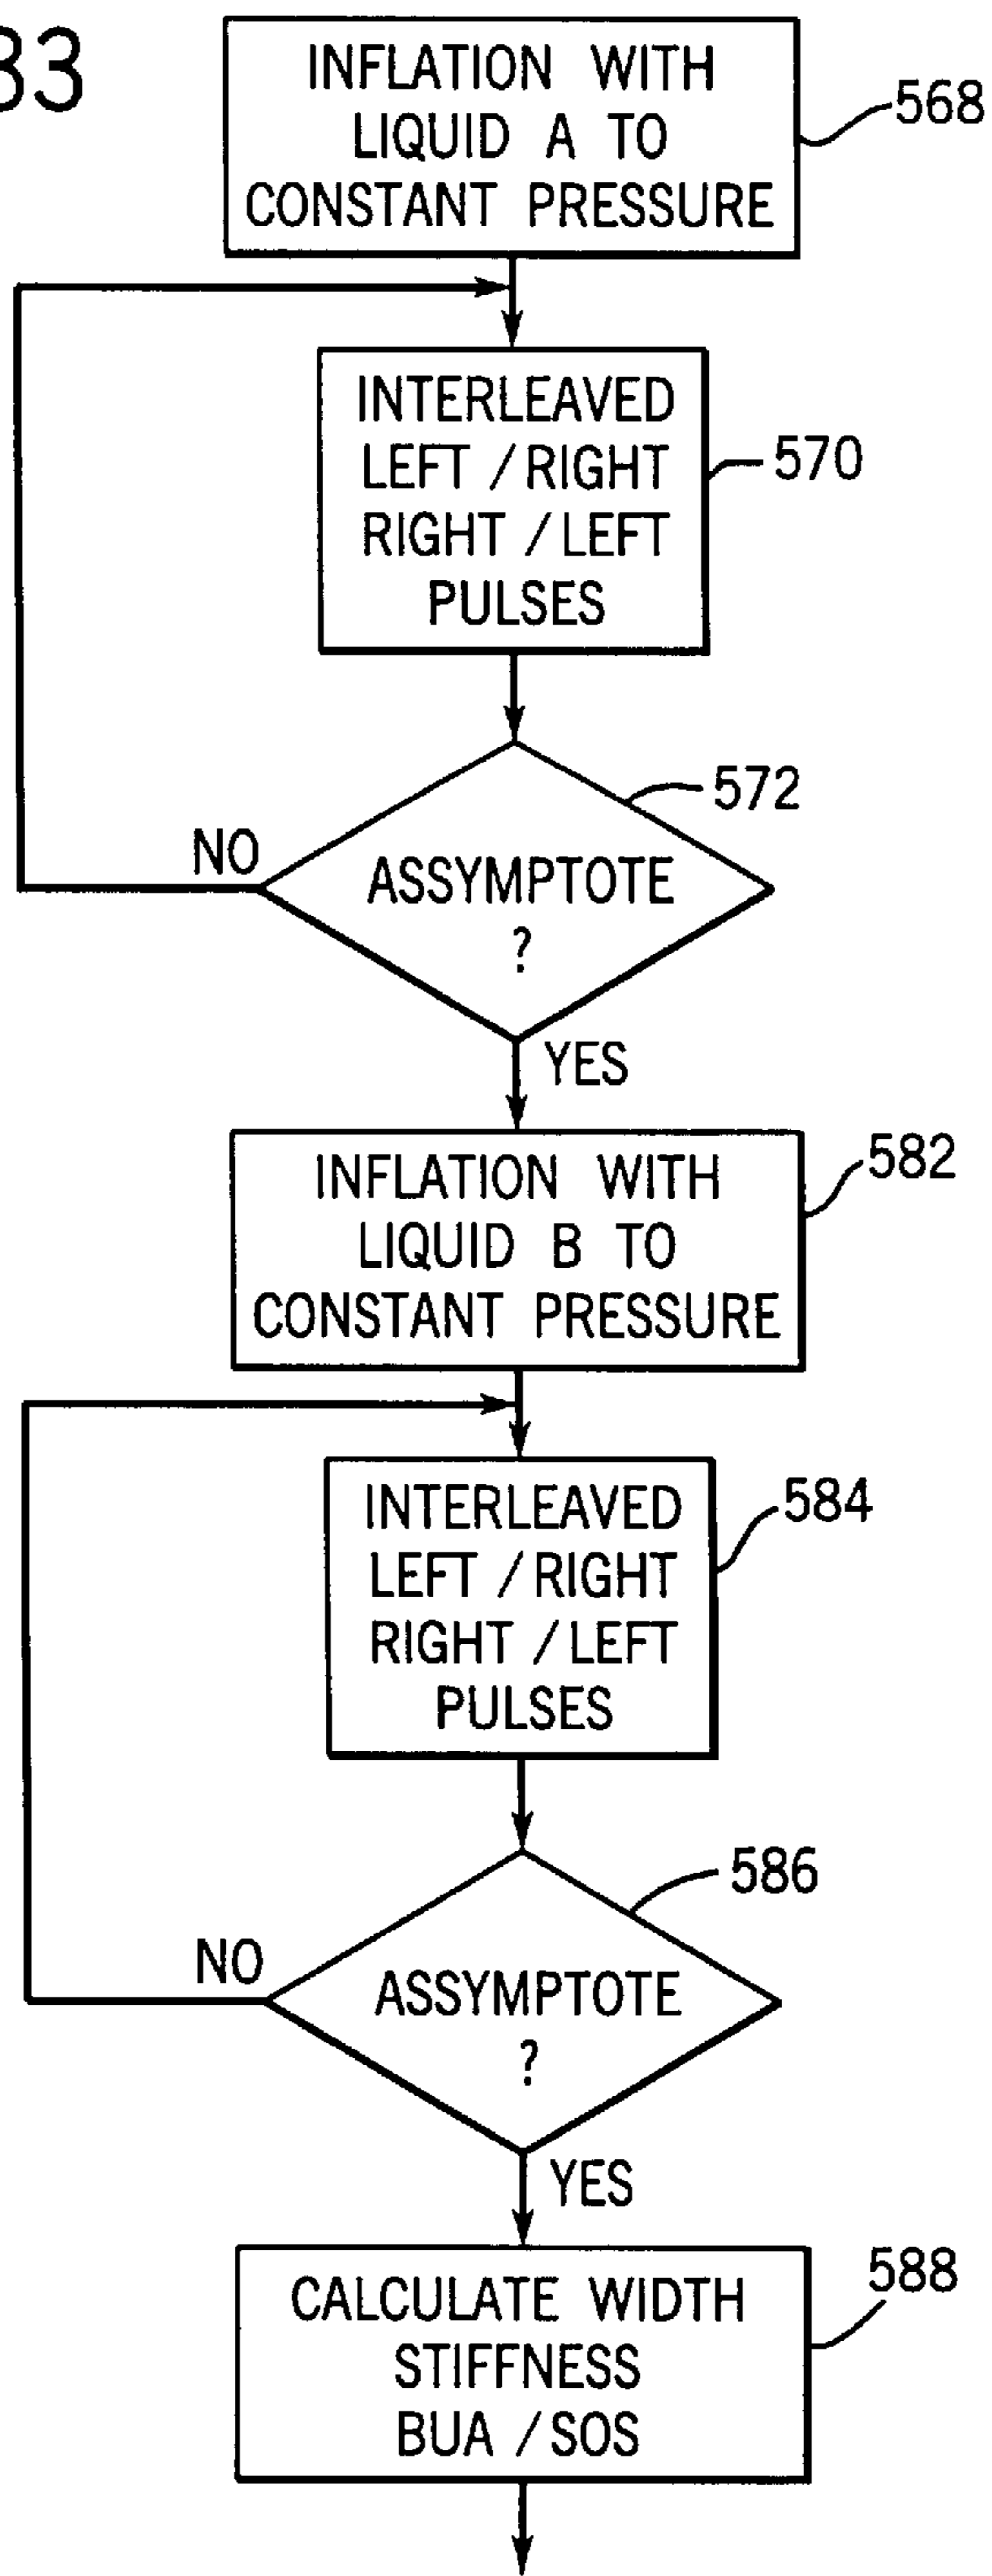 33
INFLATION WITH
LIQUID A TO
CONSTANT PRESSURE
568
INTERLEAVED
LEFT / RIGHT
RIGHT / LEFT
PULSES
570
572
NO
ASSYMPTOTE
?
YES
INFLATION WITH
LIQUID B TO
CONSTANT PRESSURE
582
INTERLEAVED
LEFT / RIGHT
RIGHT / LEFT
PULSES
584
586
NO
ASSYMPTOTE
?
YES
CALCULATE WIDTH
STIFFNESS
BUA / SOS
588